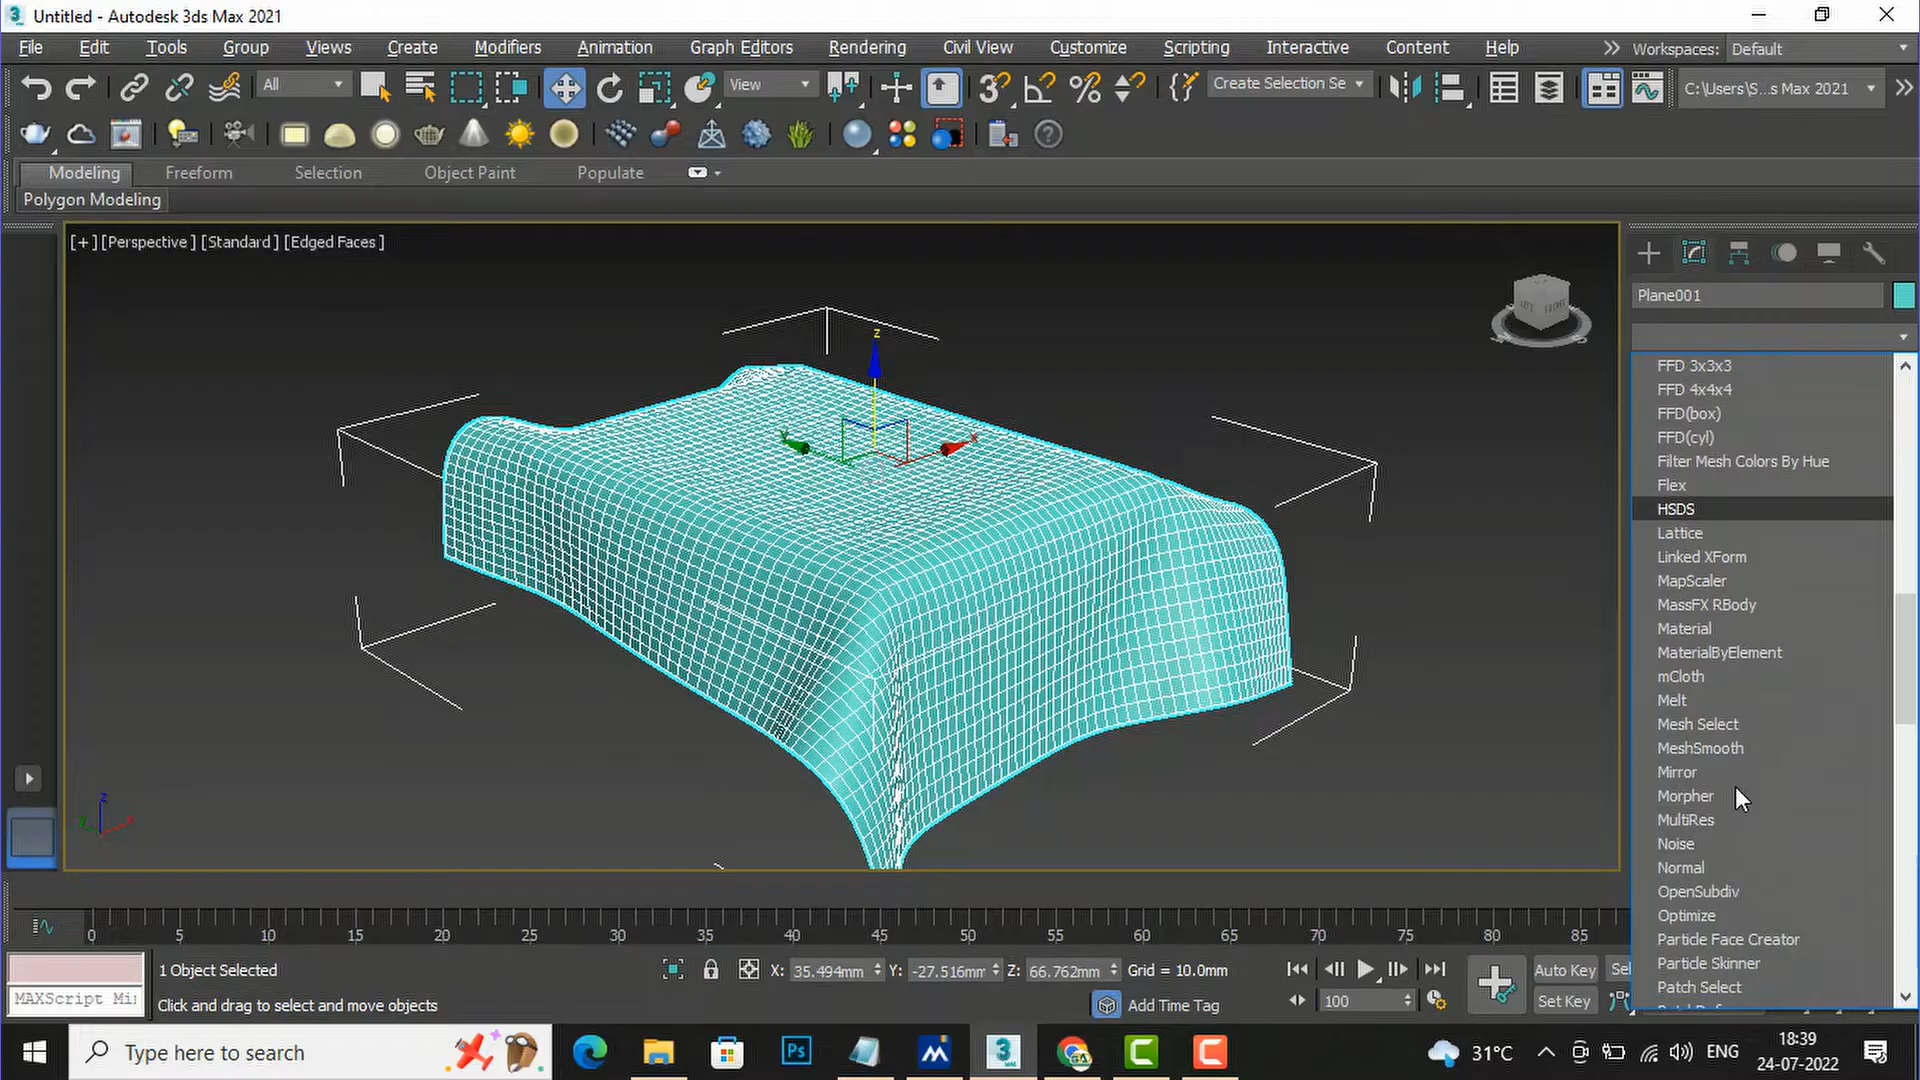 Untitled - Autodesk 3ds Max 2021
File Edit Tools Group Views Create Modifiers Animation Graph Editors Rendering Civil View Customize Scripting Interactive Content Help Workspaces: Default
All View Create Selection Se C:\Users\S...s Max 2021
Modeling Freeform Selection Object Paint Populate
Polygon Modeling
[+] [Perspective] [Standard] [Edged Faces]
Plane001
FFD 3x3x3
FFD 4x4x4
FFD(box)
FFD(cyl)
Filter Mesh Colors By Hue
Flex
HSDS
Lattice
Linked XForm
MapScaler
MassFX RBody
Material
MaterialByElement
mCloth
Melt
Mesh Select
MeshSmooth
Mirror
Morpher
MultiRes
Noise
Normal
OpenSubdiv
Optimize
Particle Face Creator
Particle Skinner
Patch Select
z
z
0 5 10 15 20 25 30 35 40 45 50 55 60 65 70 75 80 85
1 Object Selected X: 35.494mm Y: -27.516mm Z: 66.762mm Grid = 10.0mm Auto Key Sel
MAXScript Mi Click and drag to select and move objects Add Time Tag 100 Set Key
Type here to search Ps 31°C ENG 18:39
24-07-2022